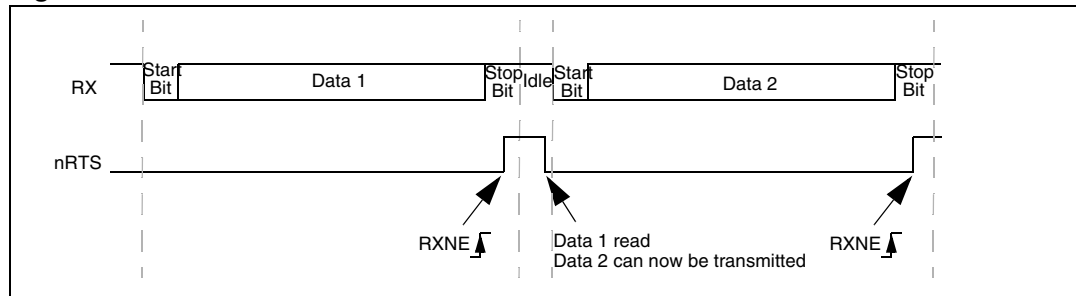 Start Bit
Data 1
Stop Bit
Idle
Start Bit
Data 2
Stop Bit
RX
nRTS
RXNE
Data 1 read
Data 2 can now be transmitted
RXNE